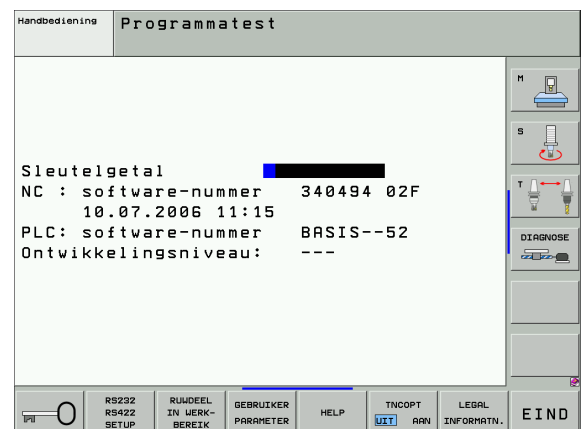 Handbediening
Programmatest
M
S
Sleutelgetal
NC : software-nummer 340494 02F
10.07.2006 11:15
PLC: software-nummer BASIS--52
Ontwikkelingsniveau: ---
T
DIAGNOSE
RS232
RS422
SETUP
RUWDEEL
IN WERK-
BEREIK
GEBRUIKER
PARAMETER
HELP
TNCOPT
UIT AAN
LEGAL
INFORMATN.
EIND